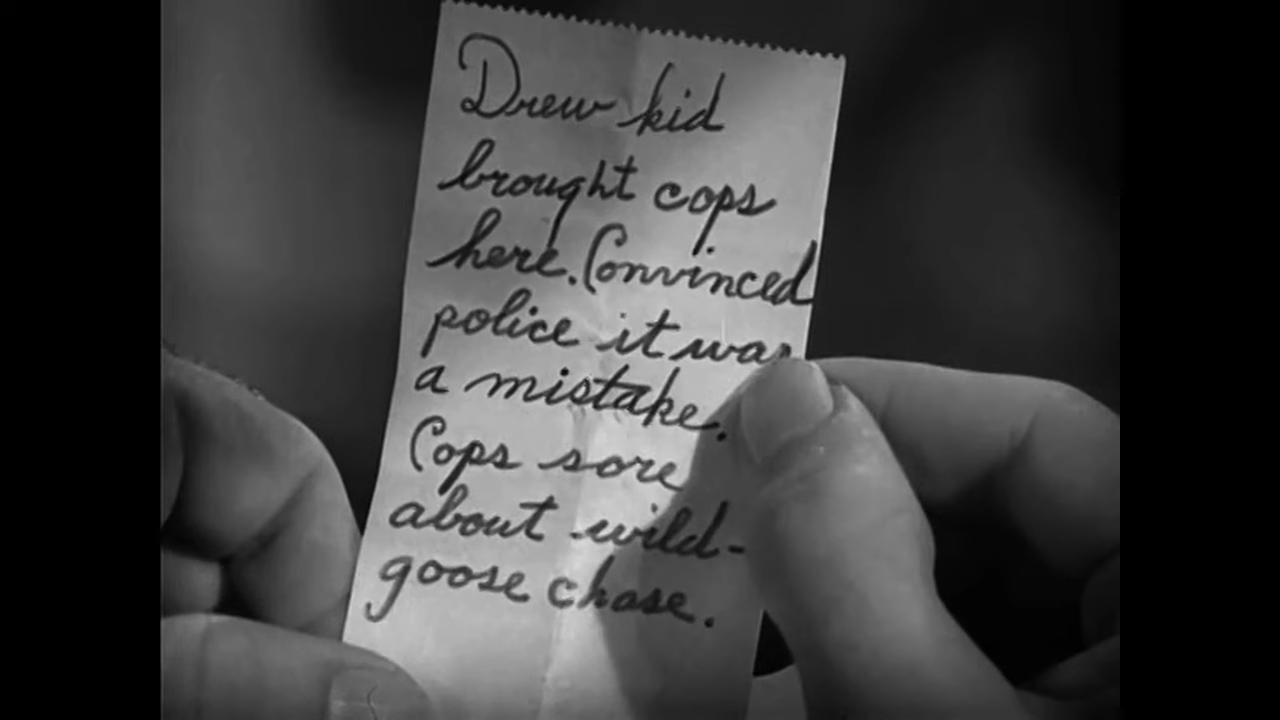 Drew kid
brought cops
here. Convinced
police it was
a mistake.
Cops sore
about wild-
goose chase.